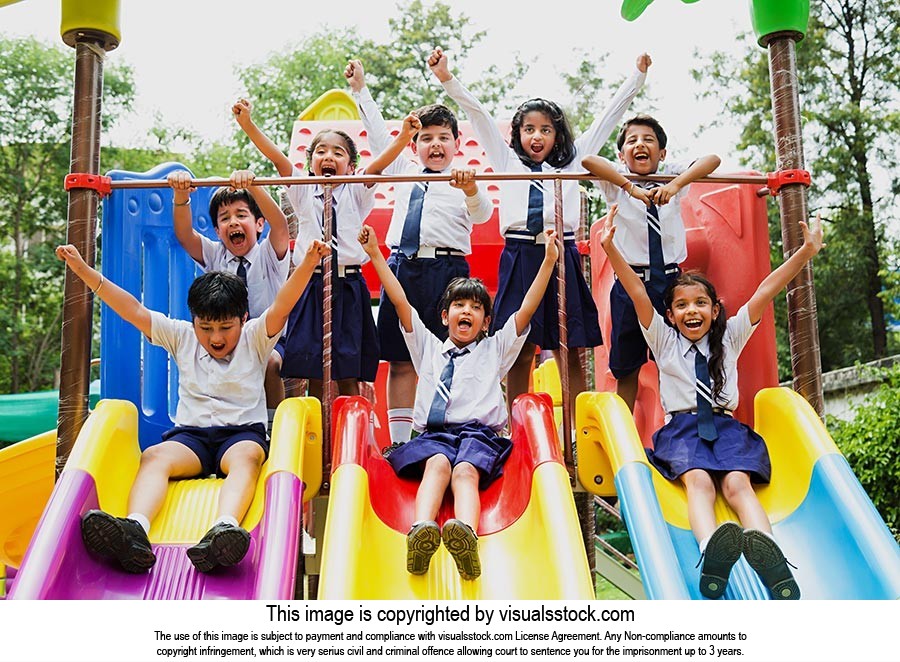 This image is copyrighted by visualsstock.com
The use of this image is subject to payment and compliance with visualsstock.com License Agreement. Any Non-compliance amounts to
copyright infringement, which is very serius civil and criminal offence allowing court to sentence you for the imprisonment up to 3 years.